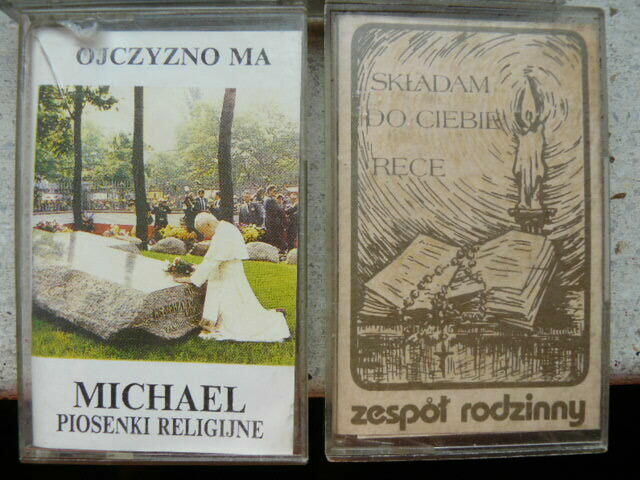 OJCZYZNO MA
MICHAEL
PIOSENKI RELIGIJNE
SKŁADAM
DO CIEBIE
RĘCE
zespół rodzinny